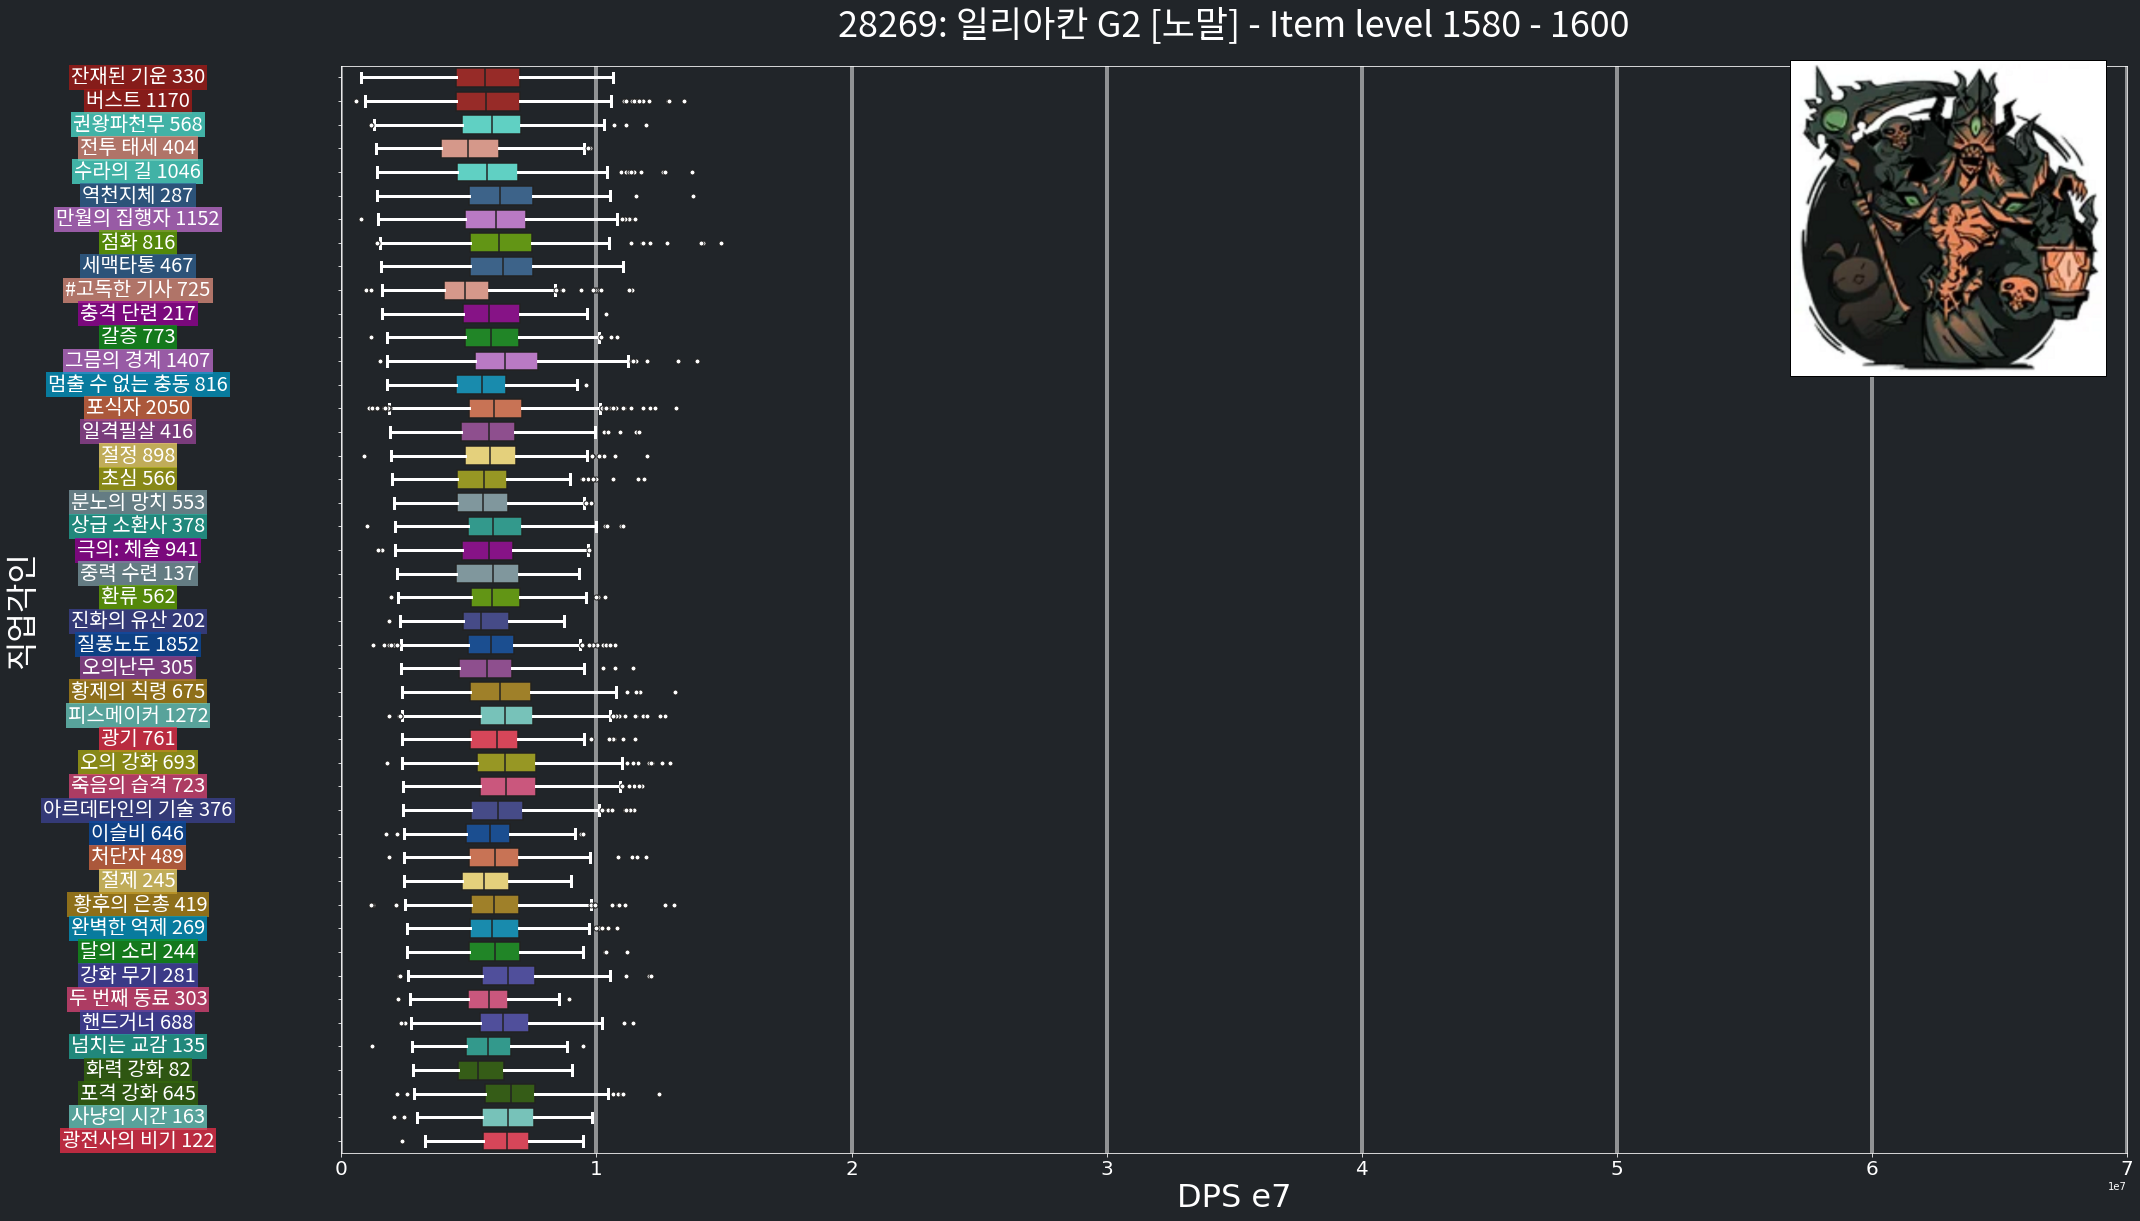 28269: 일리아칸 G2 [노말] - Item level 1580 - 1600
잔재된 기운 330
버스트 1170
권왕파천무 568
전투 태세 404
수라의 길 1046
역천지체 287
만월의 집행자 1152
점화 816
세맥타통 467
#고독한 기사 725
충격 단련 217
갈증 773
그믐의 경계 1407
멈출 수 없는 충동 816
포식자 2050
일격필살 416
절정 898
초심 566
분노의 망치 553
상급 소환사 378
극의: 체술 941
중력 수련 137
환류 562
진화의 유산 202
질풍노도 1852
오의난무 305
황제의 칙령 675
피스메이커 1272
광기 761
오의 강화 693
죽음의 습격 723
아르데타인의 기술 376
이슬비 646
처단자 489
절제 245
황후의 은총 419
완벽한 억제 269
달의 소리 244
강화 무기 281
두 번째 동료 303
핸드거너 688
넘치는 교감 135
화력 강화 82
포격 강화 645
사냥의 시간 163
광전사의 비기 122
직업각인
0 1 2 3 4 5 6 7
DPS e7
1e7